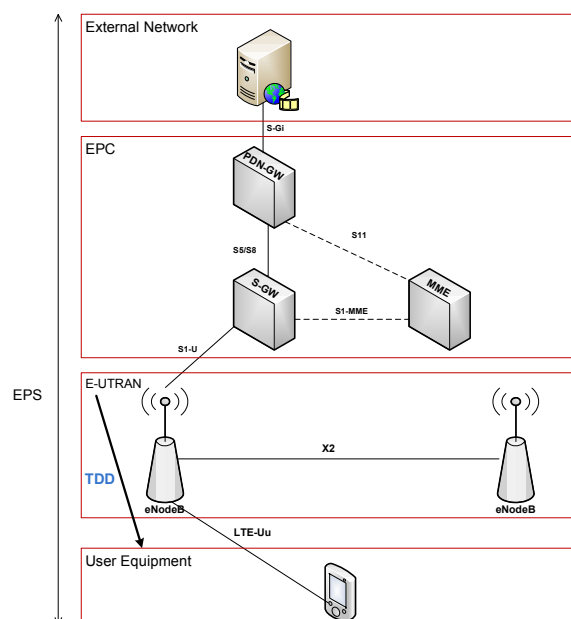 External Network
S-Gi
EPC
PDN-GW
S11
S5/S8
S-GW
MME
S1-MME
S1-U
EPS
E-UTRAN
X2
TDD
eNodeB
eNodeB
LTE-Uu
User Equipment